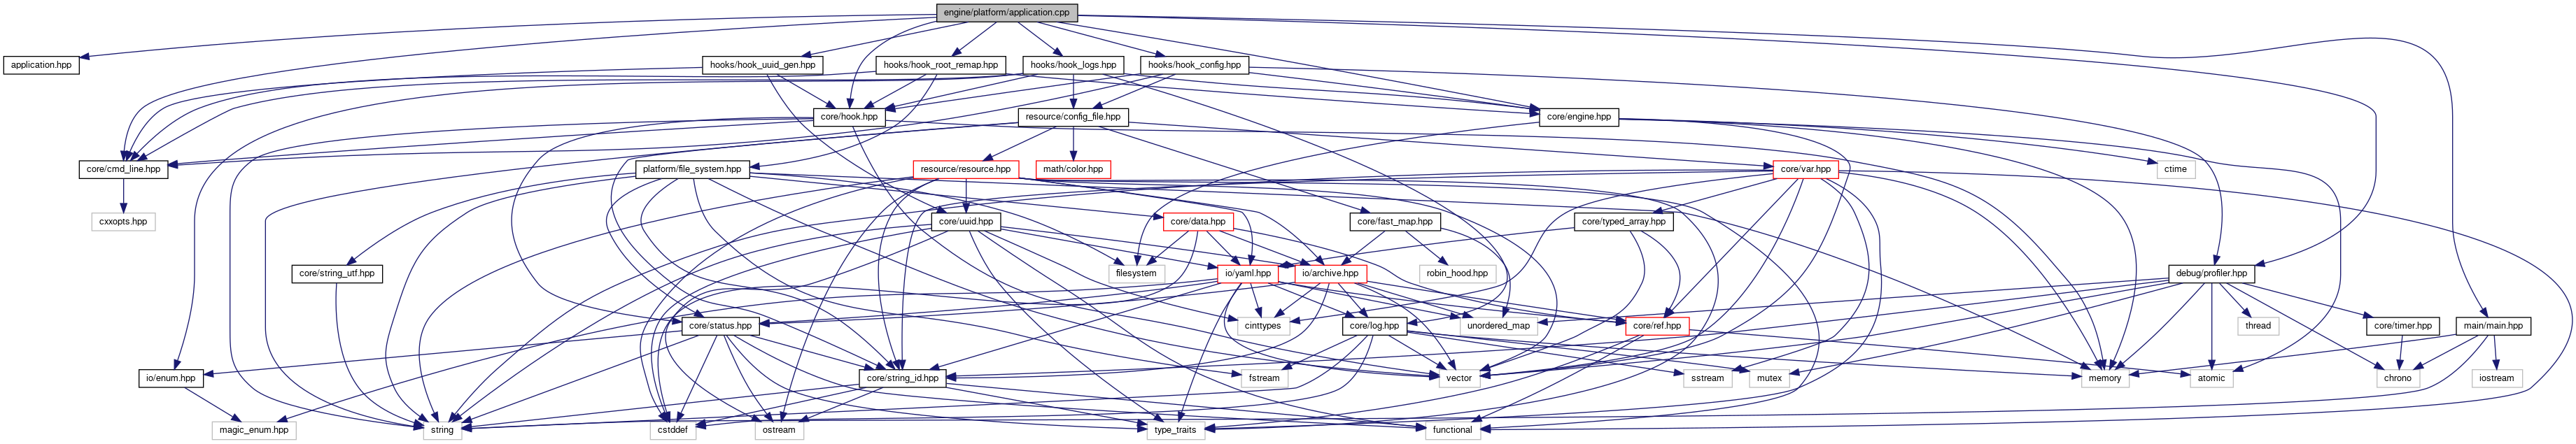 engine/platform/application.cpp
application.hpp
hooks/hook_uuid_gen.hpp
hooks/hook_root_remap.hpp
hooks/hook_logs.hpp
hooks/hook_config.hpp
core/hook.hpp
resource/config_file.hpp
core/engine.hpp
core/cmd_line.hpp
platform/file_system.hpp
resource/resource.hpp
math/color.hpp
core/var.hpp
ctime
cxxopts.hpp
core/uuid.hpp
core/data.hpp
core/fast_map.hpp
core/typed_array.hpp
core/string_utf.hpp
filesystem
io/yaml.hpp
io/archive.hpp
robin_hood.hpp
debug/profiler.hpp
core/status.hpp
cinttypes
core/log.hpp
unordered_map
core/ref.hpp
thread
core/timer.hpp
main/main.hpp
io/enum.hpp
core/string_id.hpp
fstream
vector
sstream
mutex
memory
atomic
chrono
iostream
magic_enum.hpp
string
cstddef
ostream
type_traits
functional